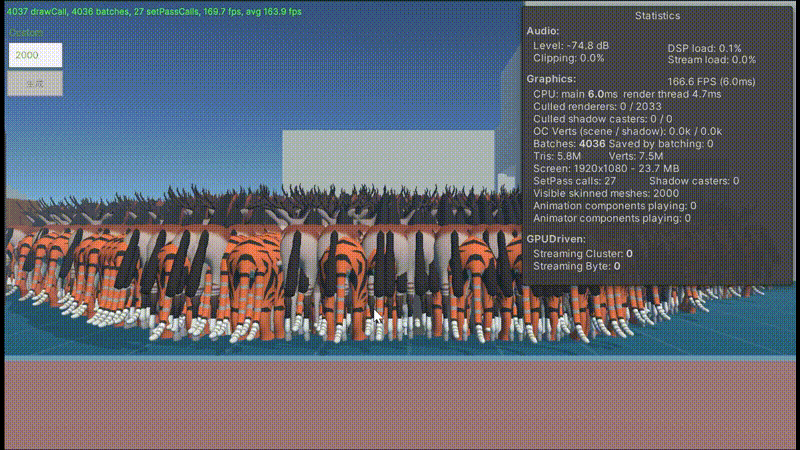 4037 drawCall, 4036 batches, 27 setPassCalls, 169.7 fps, avg 163.9 fps
Custom
2000
生成
Statistics
Audio:
Level: -74.8 dB
DSP load: 0.1%
Clipping: 0.0%
Stream load: 0.0%
Graphics:
166.6 FPS (6.0ms)
CPU: main 6.0ms render thread 4.7ms
Culled renderers: 0 / 2033
Culled shadow casters: 0 / 0
OC Verts (scene / shadow): 0.0k / 0.0k
Batches: 4036 Saved by batching: 0
Tris: 5.8M Verts: 7.5M
Screen: 1920x1080 - 23.7 MB
SetPass calls: 27 Shadow casters: 0
Visible skinned meshes: 2000
Animation components playing: 0
Animator components playing: 0
GPUDriven:
Streaming Cluster: 0
Streaming Byte: 0